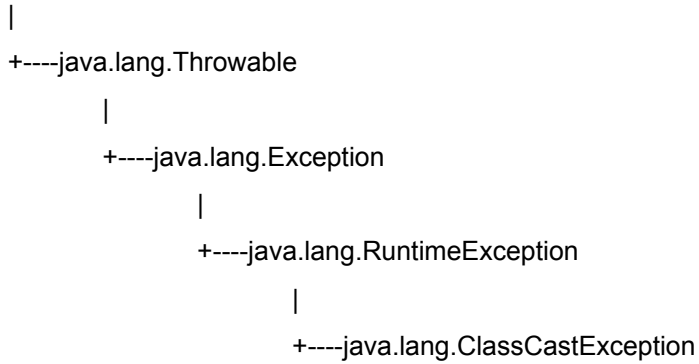 |
+----java.lang.Throwable
|
+----java.lang.Exception
|
+----java.lang.RuntimeException
|
+----java.lang.ClassCastException